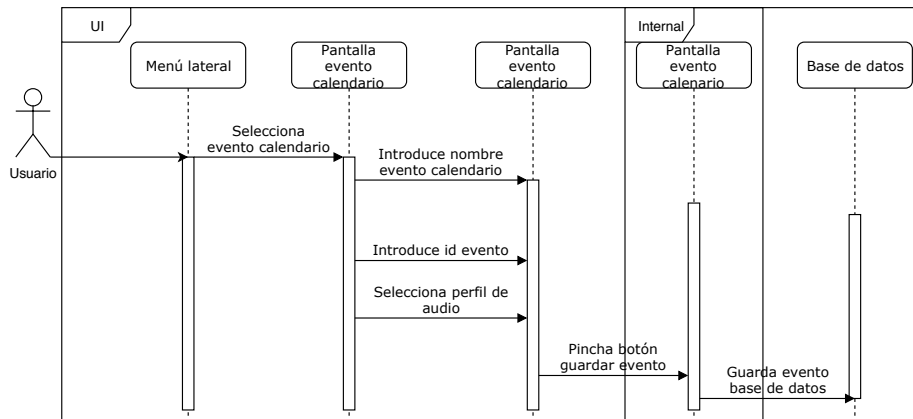 UI
Internal
Menú lateral
Pantalla
evento
calendario
Pantalla
evento
calendario
Pantalla
evento
calenario
Base de datos
Usuario
Selecciona
evento calendario
Introduce nombre
evento calendario
Introduce id evento
Selecciona perfil de
audio
Pincha botón
guardar evento
Guarda evento
base de datos